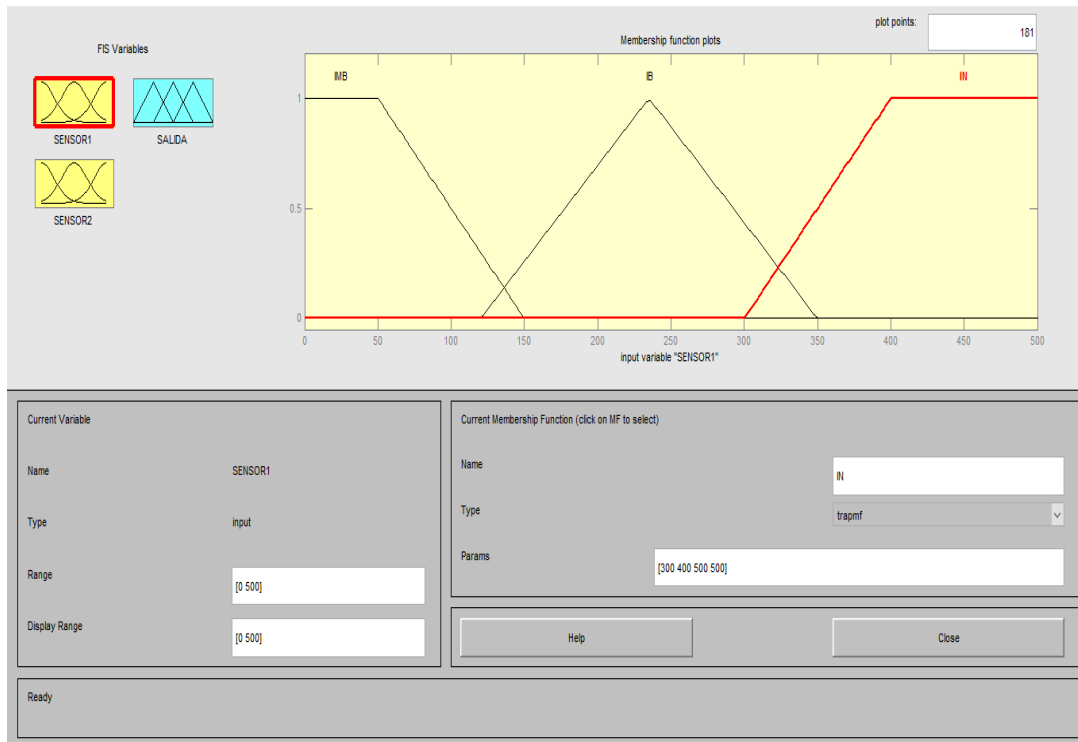 plot points:
181
FIS Variables
Membership function plots
IMB
IB
IN
1
0.5
0
SENSOR1
SALIDA
SENSOR2
0
50
100
150
200
250
300
350
400
450
500
input variable "SENSOR1"
Current Variable
Name
SENSOR1
Type
input
Range
[0 500]
Display Range
[0 500]
Current Membership Function (click on MF to select)
Name
IN
Type
trapmf
Params
[300 400 500 500]
Help
Close
Ready